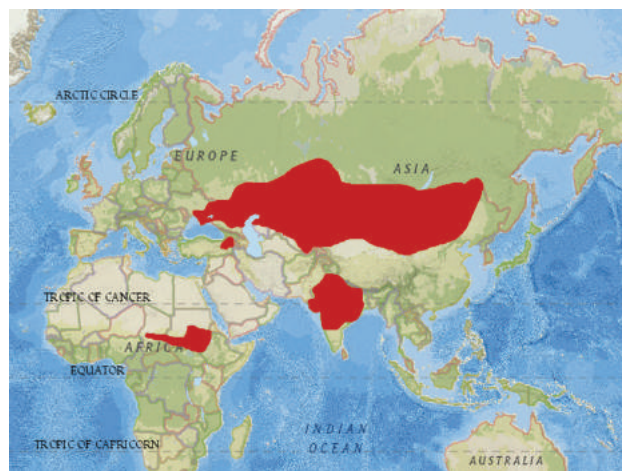 ARCTIC CIRCLE
EUROPE
ASIA
TROPIC OF CANCER
AFRICA
EQUATOR
INDIAN
OCEAN
TROPIC OF CAPRICORN
AUSTRALIA